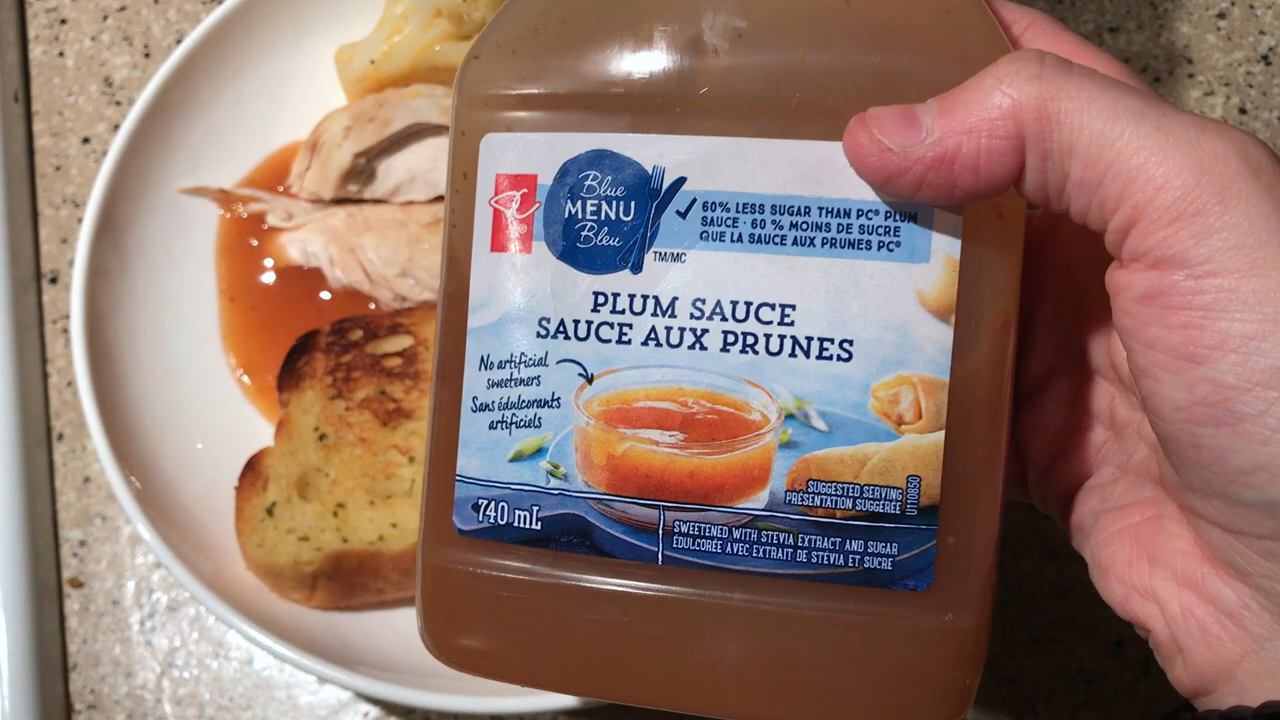 Blue
MENU
Bleu
TM/MC
✓ 60% LESS SUGAR THAN PC® PLUM
SAUCE · 60 % MOINS DE SUCRE
QUE LA SAUCE AUX PRUNES PC®
PLUM SAUCE
SAUCE AUX PRUNES
No artificial
sweeteners
Sans édulcorants
artificiels
SUGGESTED SERVING
PRÉSENTATION SUGGÉRÉE
U110850
740 mL
SWEETENED WITH STEVIA EXTRACT AND SUGAR
ÉDULCORÉE AVEC EXTRAIT DE STÉVIA ET SUCRE